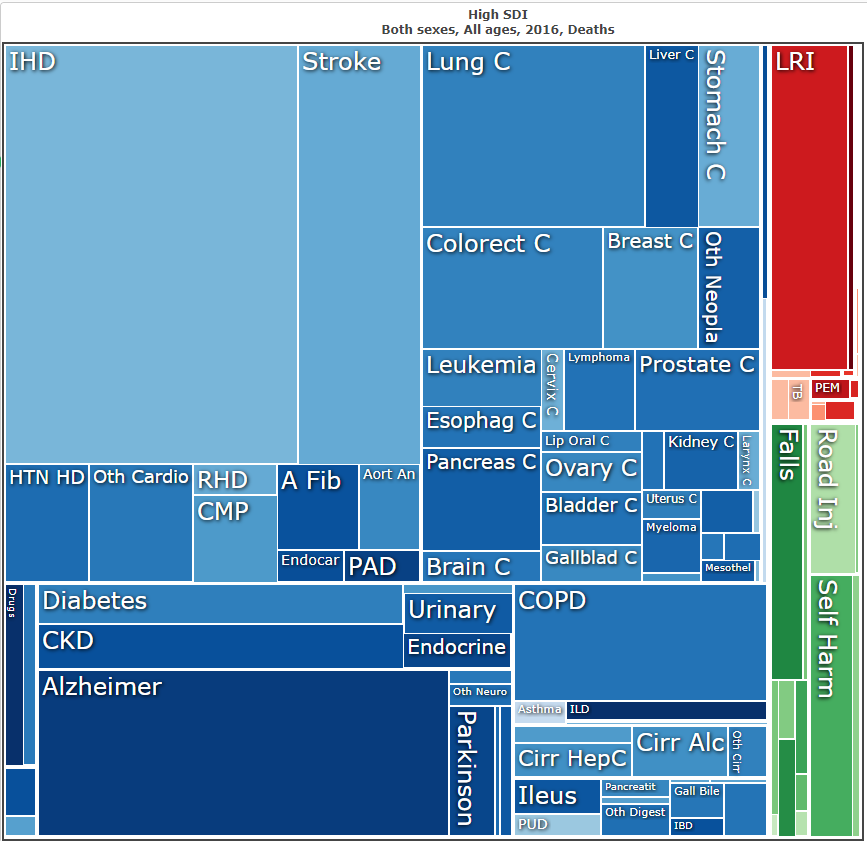 High SDI
Both sexes, All ages, 2016, Deaths
IHD
Stroke
Lung C
Liver C
Stomach C
LRI
Colorect C
Breast C
Oth Neopla
Leukemia
Cervix C
Lymphoma
Prostate C
TB
PEM
Esophag C
Lip Oral C
Kidney C
Larynx C
Falls
Road Inj
HTN HD
Oth Cardio
RHD
A Fib
Aort An
Pancreas C
Ovary C
CMP
Bladder C
Uterus C
Myeloma
Endocar
PAD
Brain C
Gallblad C
Mesothel
Drugs
Diabetes
Urinary
COPD
Self Harm
CKD
Endocrine
Alzheimer
Oth Neuro
Parkinson
Asthma
ILD
Cirr HepC
Cirr Alc
Oth Cirr
Ileus
Pancreatit
Gall Bile
PUD
Oth Digest
IBD